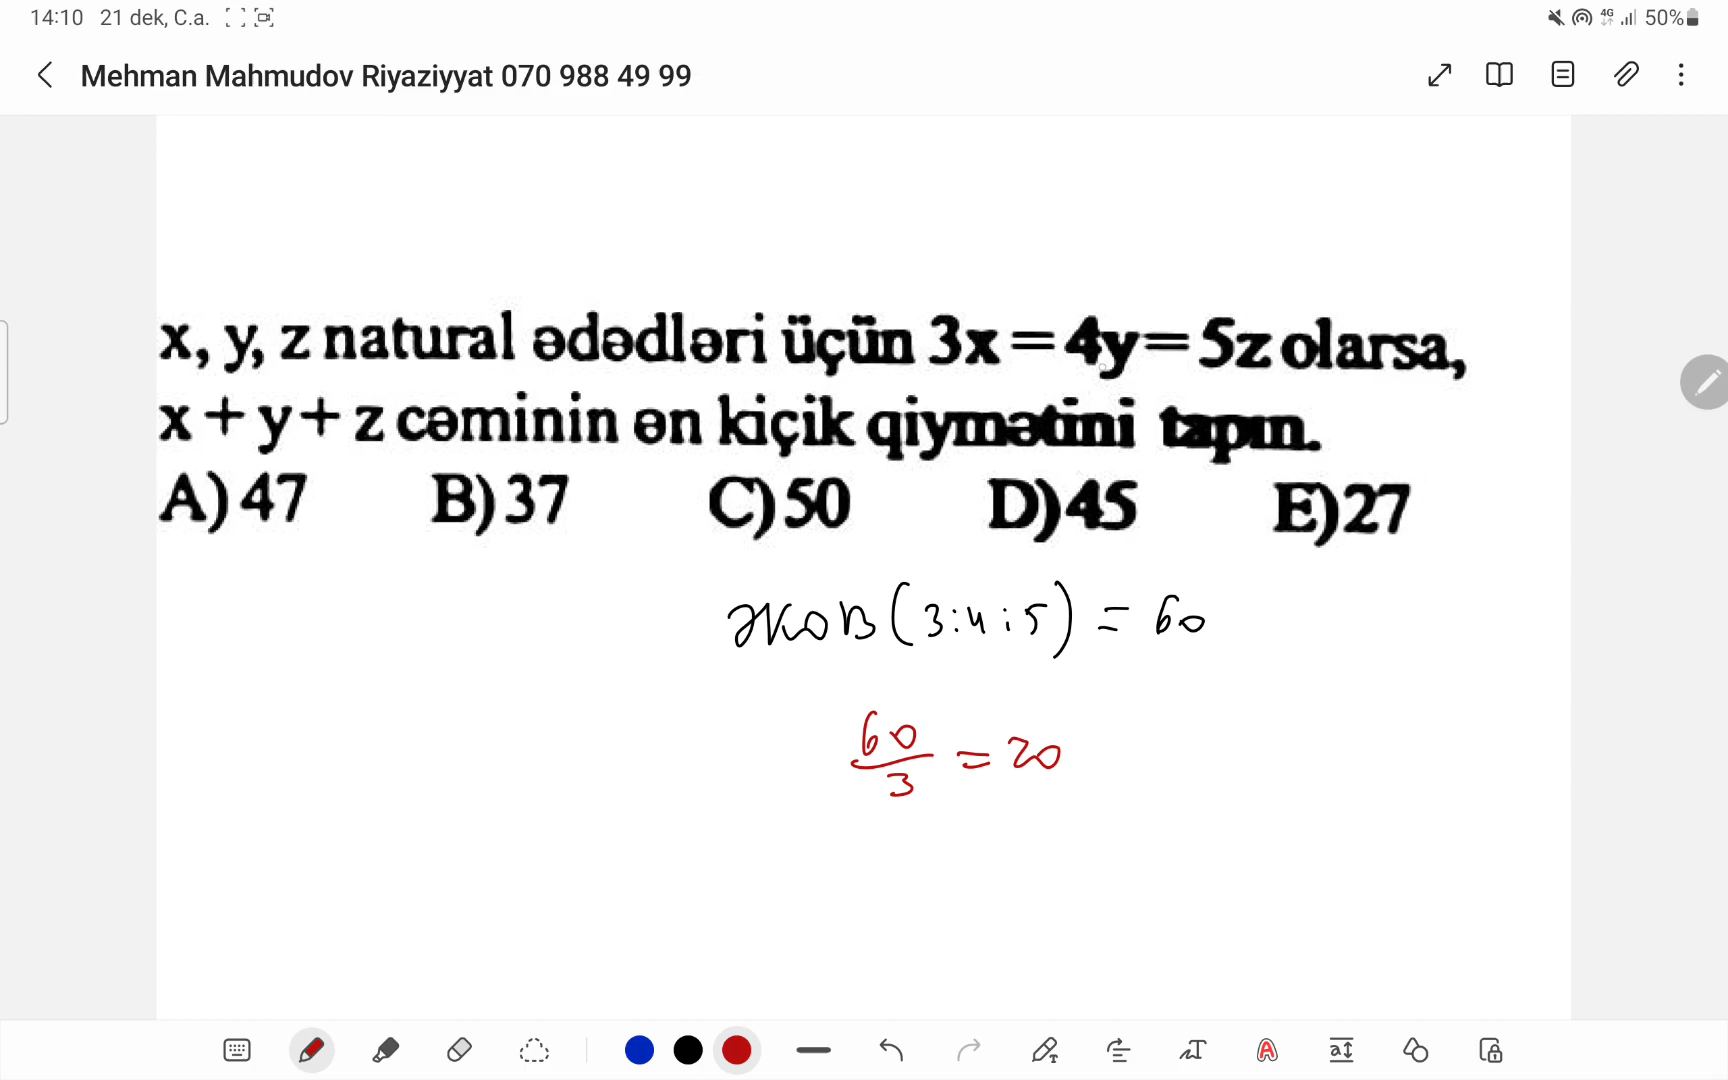 14:10 21 dek, C.a. 4G 50%
Mehman Mahmudov Riyaziyyat 070 988 49 99
x, y, z natural ədədləri üçün 3x = 4y = 5z olarsa,
x + y + z cəminin ən kiçik qiymətini tapın.
A) 47 B) 37 C) 50 D) 45 E) 27
ƏKOB (3:4:5) = 60
60/3 = 20